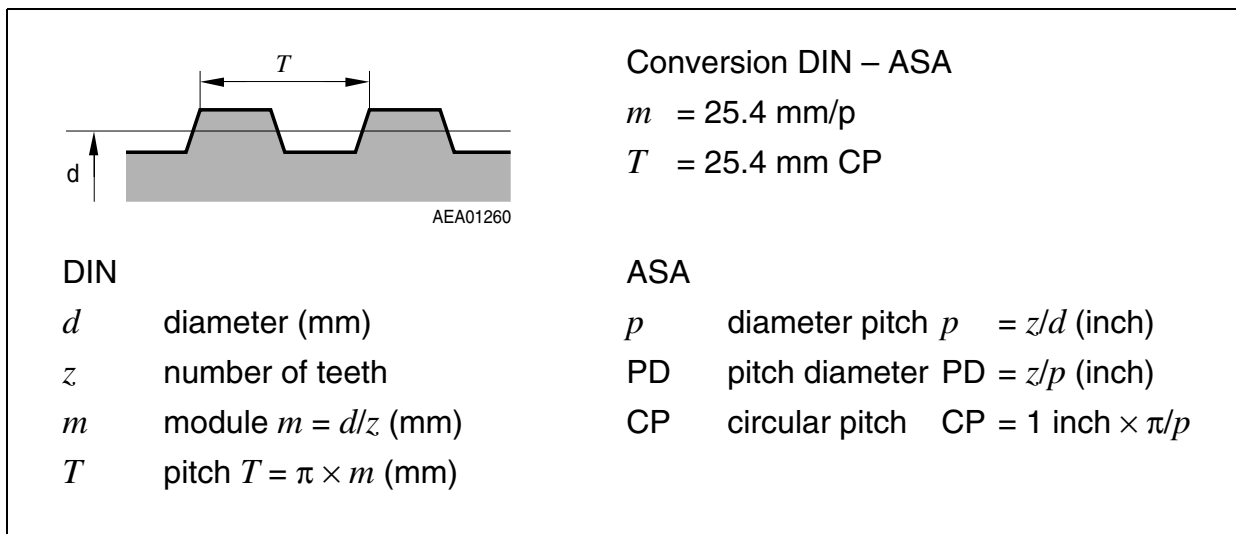 T
d
AEA01260
Conversion DIN – ASA
m = 25.4 mm/p
T = 25.4 mm CP
DIN
d diameter (mm)
z number of teeth
m module m = d/z (mm)
T pitch T = π × m (mm)
ASA
p diameter pitch p = z/d (inch)
PD pitch diameter PD = z/p (inch)
CP circular pitch CP = 1 inch × π/p